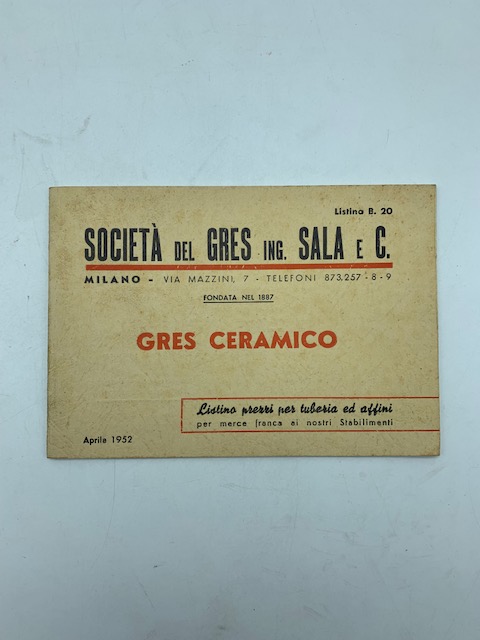 Listino B. 20
SOCIETÀ DEL GRES ING. SALA E C.
MILANO - VIA MAZZINI, 7 - TELEFONI 873.257 - 8 - 9
FONDATA NEL 1887
GRES CERAMICO
Listino prezzi per tuberia ed affini
per merce franca ai nostri Stabilimenti
Aprile 1952